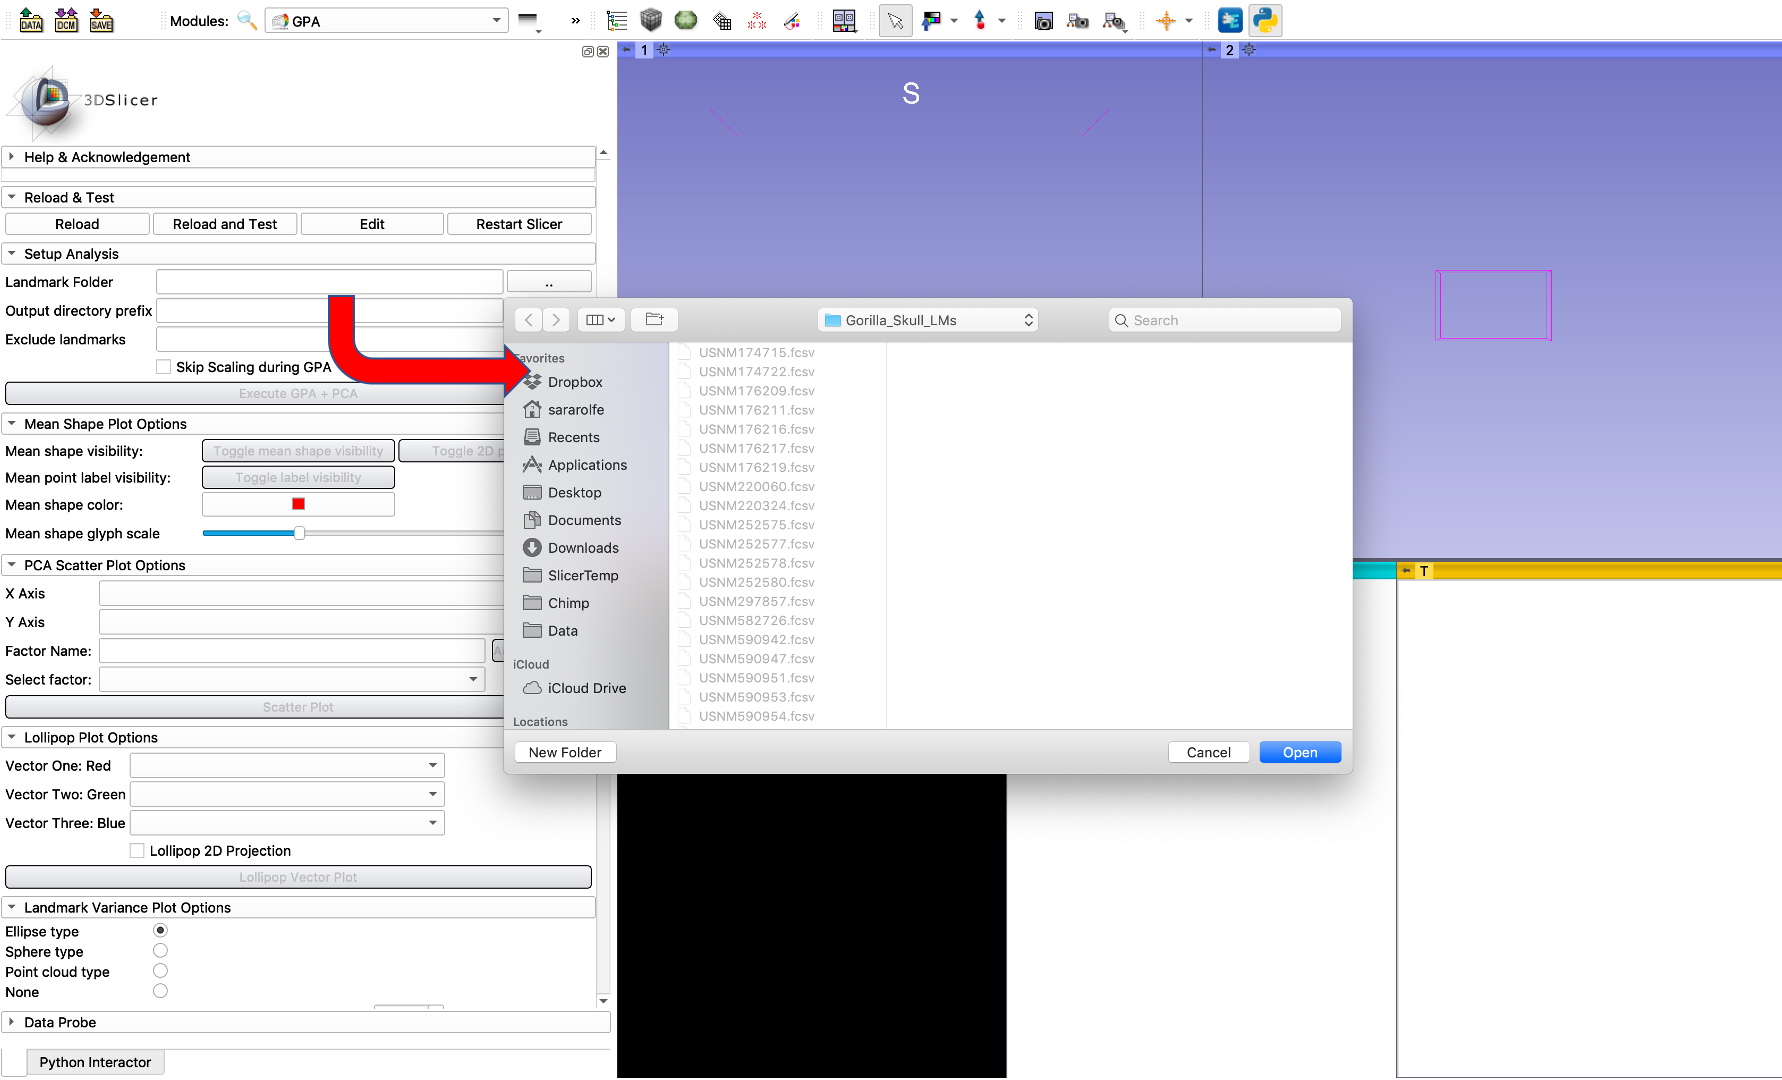 DATA DCM SAVE Modules: GPA »
1 2
S
3DSlicer
Help & Acknowledgement
Reload & Test
Reload Reload and Test Edit Restart Slicer
Setup Analysis
Landmark Folder ..
Output directory prefix
Exclude landmarks
Skip Scaling during GPA
Execute GPA + PCA
Mean Shape Plot Options
Mean shape visibility: Toggle mean shape visibility Toggle 2D p
Mean point label visibility: Toggle label visibility
Mean shape color:
Mean shape glyph scale
PCA Scatter Plot Options
X Axis
Y Axis
Factor Name:
Select factor:
Scatter Plot
Lollipop Plot Options
Vector One: Red
Vector Two: Green
Vector Three: Blue
Lollipop 2D Projection
Lollipop Vector Plot
Landmark Variance Plot Options
Ellipse type
Sphere type
Point cloud type
None
Data Probe
Python Interactor
Gorilla_Skull_LMs Search
Favorites
Dropbox
sararolfe
Recents
Applications
Desktop
Documents
Downloads
SlicerTemp
Chimp
Data
iCloud
iCloud Drive
Locations
USNM174715.fcsv
USNM174722.fcsv
USNM176209.fcsv
USNM176211.fcsv
USNM176216.fcsv
USNM176217.fcsv
USNM176219.fcsv
USNM220060.fcsv
USNM220324.fcsv
USNM252575.fcsv
USNM252577.fcsv
USNM252578.fcsv
USNM252580.fcsv
USNM297857.fcsv
USNM582726.fcsv
USNM590942.fcsv
USNM590947.fcsv
USNM590951.fcsv
USNM590953.fcsv
USNM590954.fcsv
New Folder Cancel Open
T